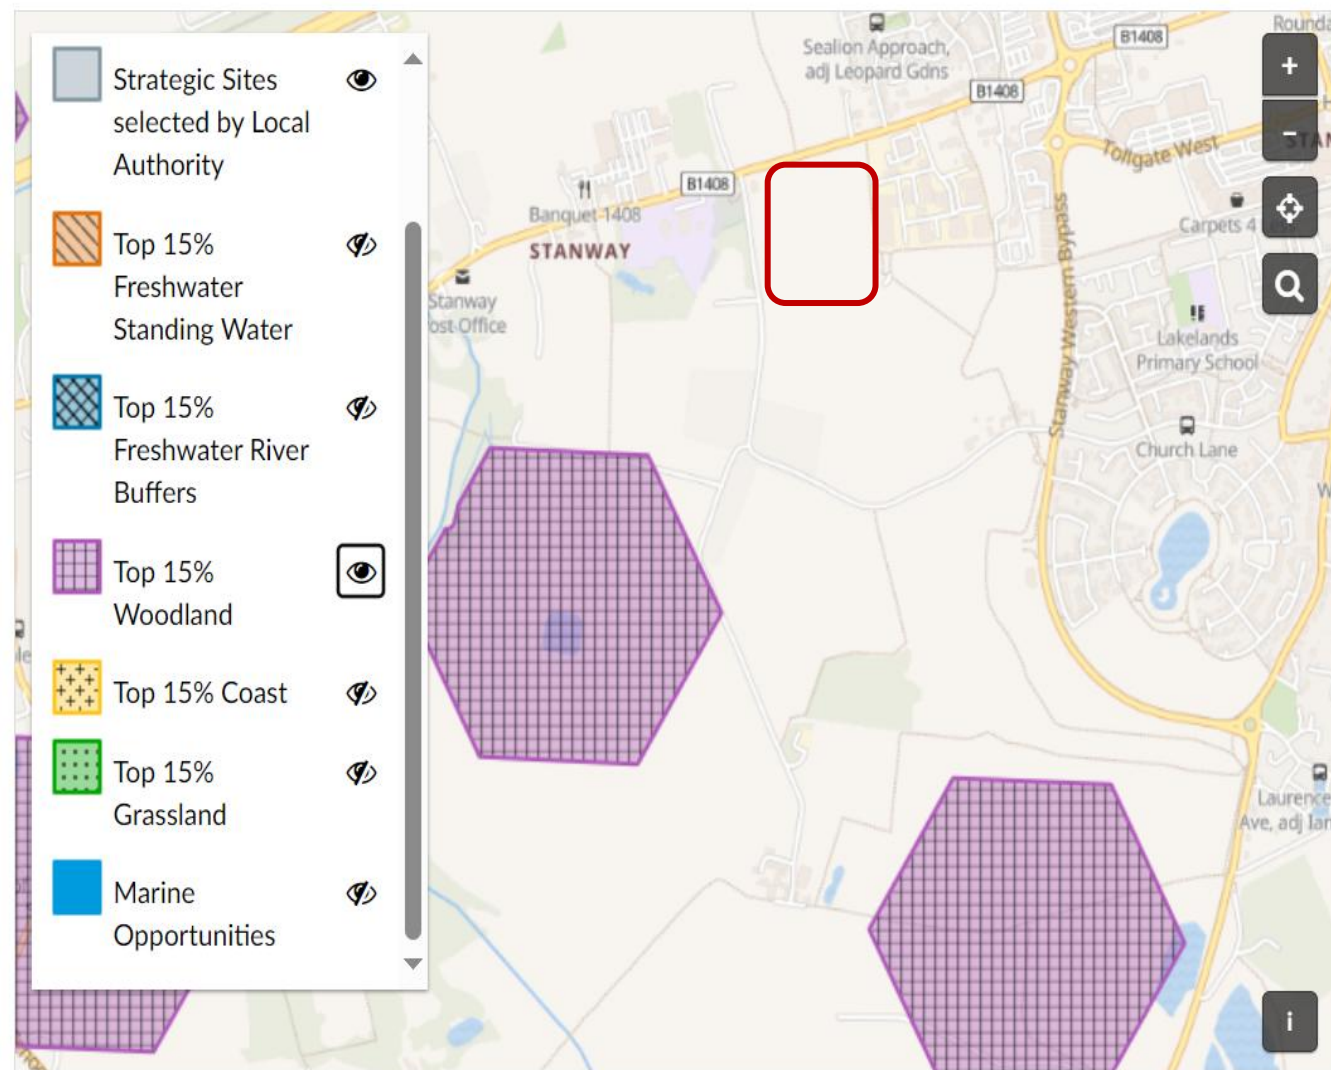 Strategic Sites
selected by Local
Authority
Top 15%
Freshwater
Standing Water
Top 15%
Freshwater River
Buffers
Top 15%
Woodland
Top 15% Coast
Top 15%
Grassland
Marine
Opportunities
Sealion Approach,
adj Leopard Gdns
B1408
B1408
Tollgate West
B1408
Banquet 1408
STANWAY
Stanway
Post Office
Carpets 4
Stanway Western Bypass
Lakelands
Primary School
Church Lane
Laurence
Ave, adj Ian
+
−
i